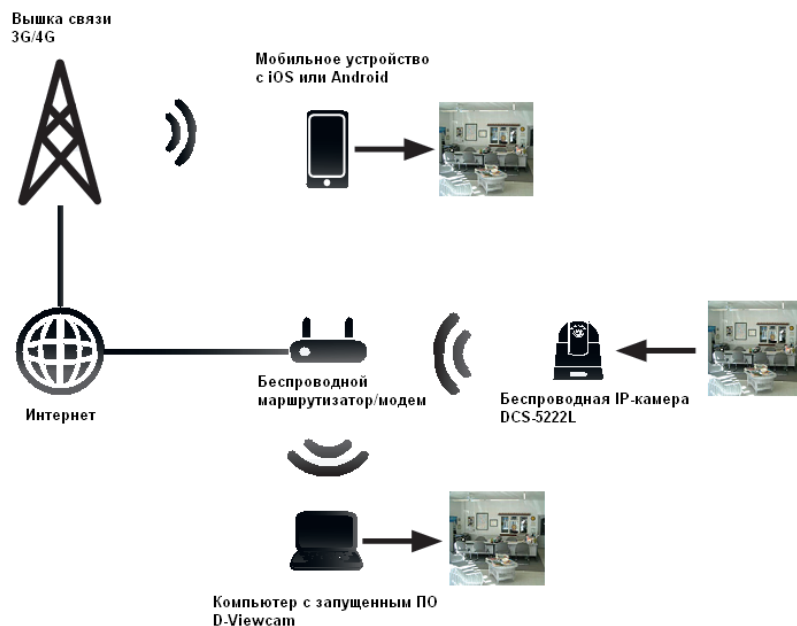 Вышка связи
3G/4G
Мобильное устройство
с iOS или Android
Беспроводной
маршрутизатор/модем
Интернет
Беспроводная IP-камера
DCS-5222L
Компьютер с запущенным ПО
D-Viewcam